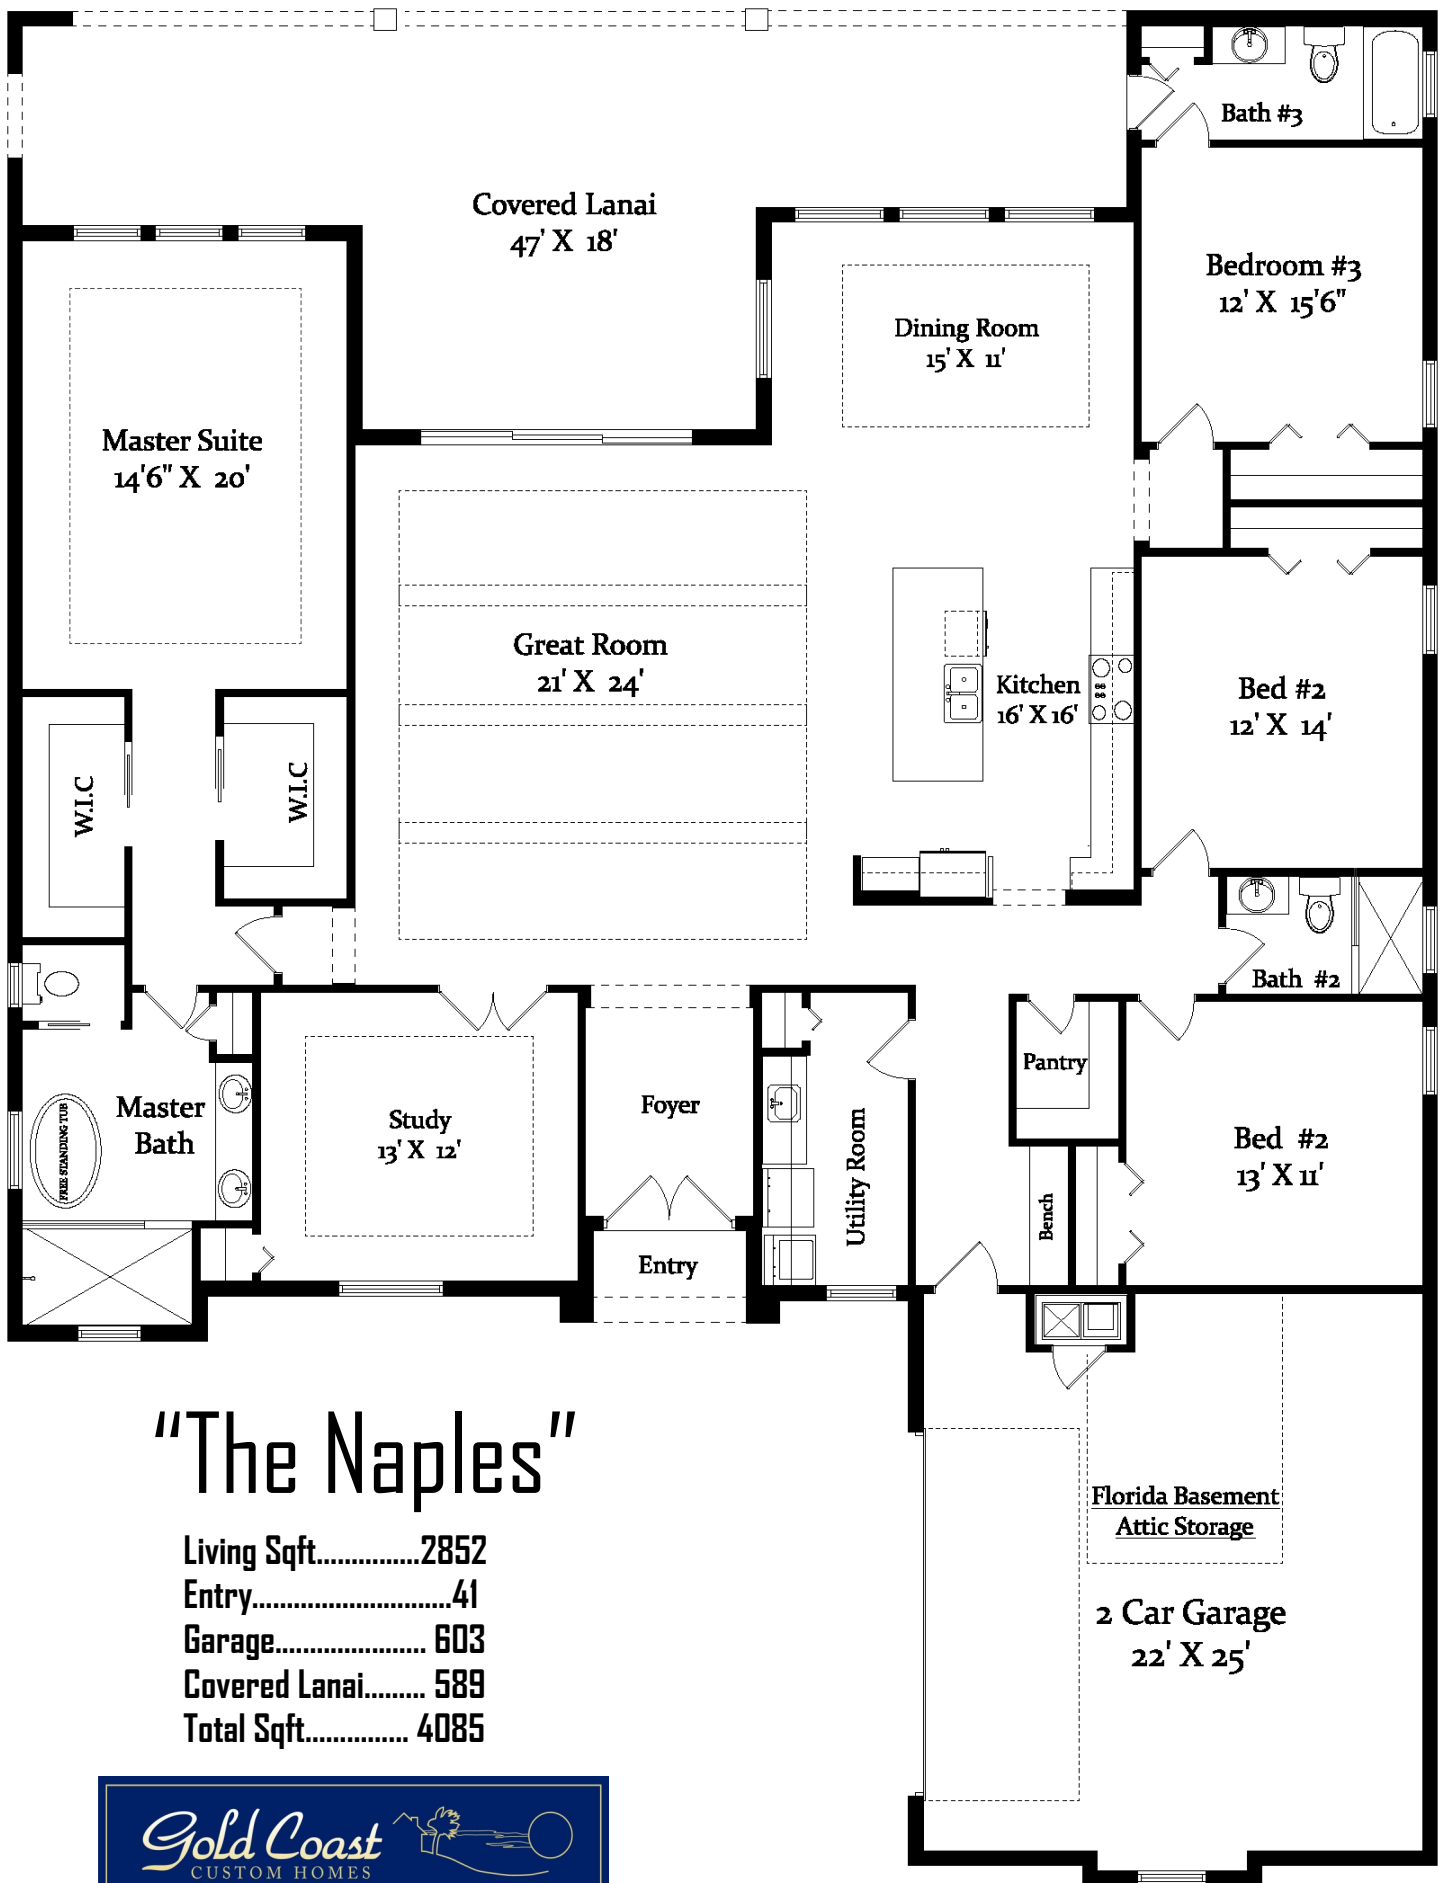 Bath #3
Covered Lanai
47' X 18'
Bedroom #3
12' X 15'6"
Dining Room
15' X 11'
Master Suite
14'6" X 20'
Great Room
21' X 24'
Kitchen
16' X 16'
Bed #2
12' X 14'
W.I.C
W.I.C
Bath #2
Pantry
Master
Bath
FREE STANDING TUB
Study
13' X 12'
Foyer
Utility Room
Bed #2
13' X 11'
Bench
Entry
"The Naples"
Living Sqft...............2852
Entry.............................41
Garage...................... 603
Covered Lanai......... 589
Total Sqft............... 4085
Florida Basement
Attic Storage
2 Car Garage
22' X 25'
Gold Coast
CUSTOM HOMES